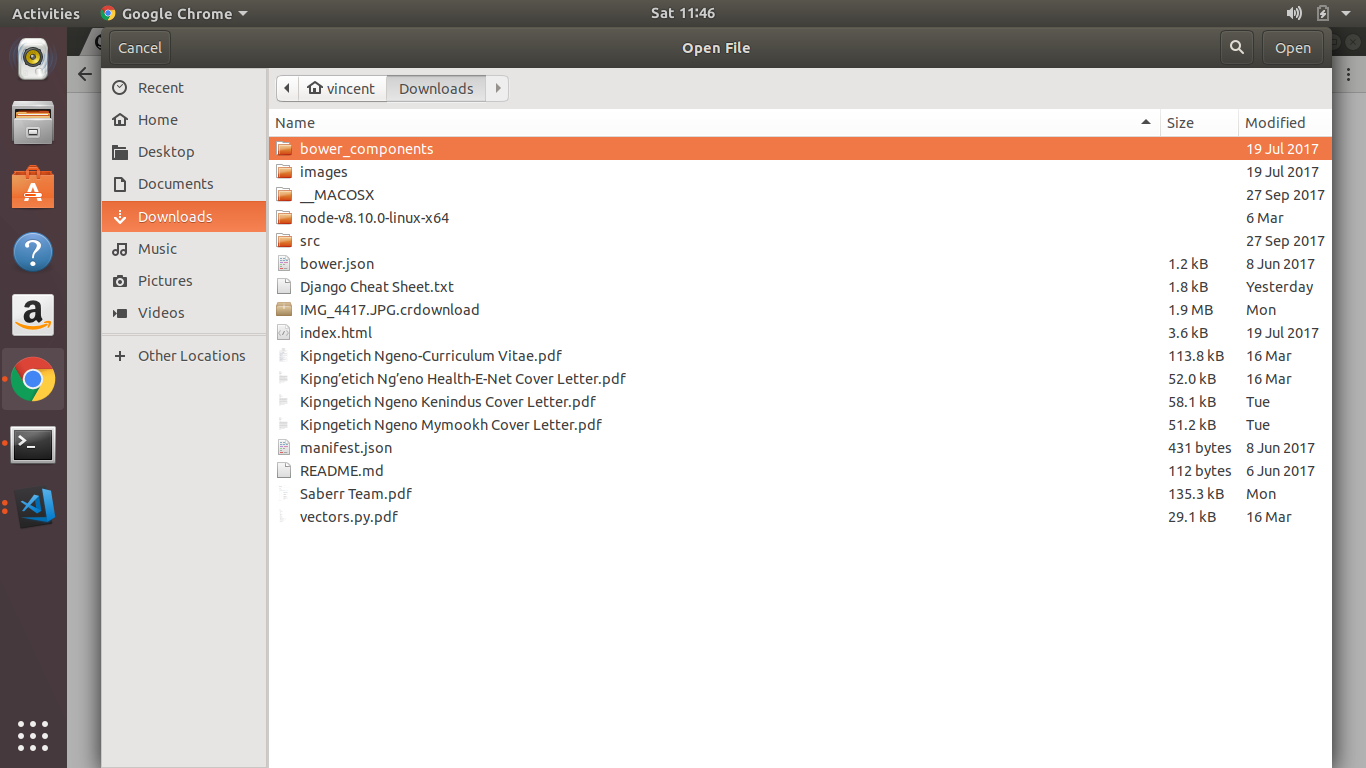 Activities Google Chrome Sat 11:46
Cancel Open File Open
Recent
Home
Desktop
Documents
Downloads
Music
Pictures
Videos
Other Locations
vincent Downloads
Name Size Modified
bower_components 19 Jul 2017
images 19 Jul 2017
__MACOSX 27 Sep 2017
node-v8.10.0-linux-x64 6 Mar
src 27 Sep 2017
bower.json 1.2 kB 8 Jun 2017
Django Cheat Sheet.txt 1.8 kB Yesterday
IMG_4417.JPG.crdownload 1.9 MB Mon
index.html 3.6 kB 19 Jul 2017
Kipngetich Ngeno-Curriculum Vitae.pdf 113.8 kB 16 Mar
Kipng'etich Ng'eno Health-E-Net Cover Letter.pdf 52.0 kB 16 Mar
Kipngetich Ngeno Kenindus Cover Letter.pdf 58.1 kB Tue
Kipngetich Ngeno Mymookh Cover Letter.pdf 51.2 kB Tue
manifest.json 431 bytes 8 Jun 2017
README.md 112 bytes 6 Jun 2017
Saberr Team.pdf 135.3 kB Mon
vectors.py.pdf 29.1 kB 16 Mar